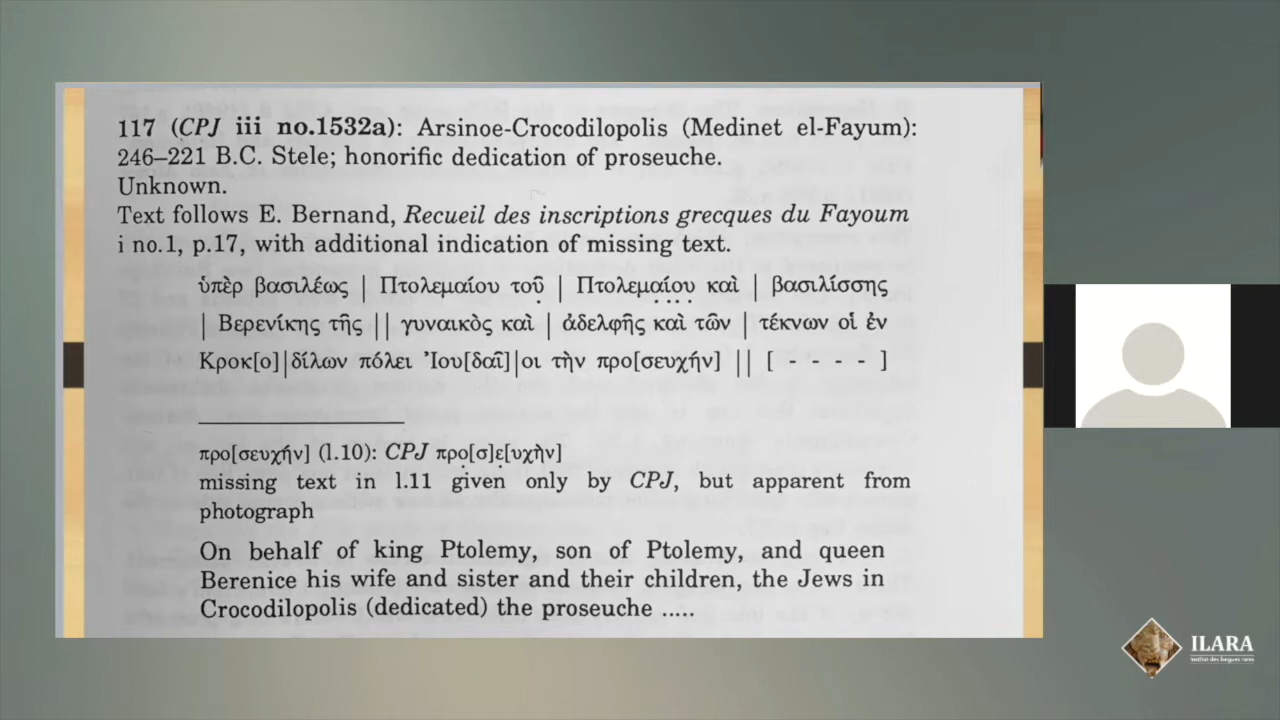 117 (CPJ iii no.1532a): Arsinoe-Crocodilopolis (Medinet el-Fayum):
246–221 B.C. Stele; honorific dedication of proseuche.
Unknown.
Text follows E. Bernand, Recueil des inscriptions grecques du Fayoum
i no.1, p.17, with additional indication of missing text.
ὑπὲρ βασιλέως | Πτολεμαίου τοῦ̣ | Πτολεμ̣α̣ί̣ο̣υ καὶ | βασιλίσσης
| Βερενίκης τῆς || γυναικὸς καὶ | ἀδελφῆς καὶ τῶν | τέκνων οἱ ἐν
Κροκ[ο]|δίλων πόλει Ἰου[δαῖ]|οι τὴν προ[σευχήν] || [ - - - - ]
προ[σευχήν] (l.10): CPJ προ̣[σ]ε̣[υχὴν]
missing text in l.11 given only by CPJ, but apparent from
photograph
On behalf of king Ptolemy, son of Ptolemy, and queen
Berenice his wife and sister and their children, the Jews in
Crocodilopolis (dedicated) the proseuche .....
ILARA
Institut des langues rares